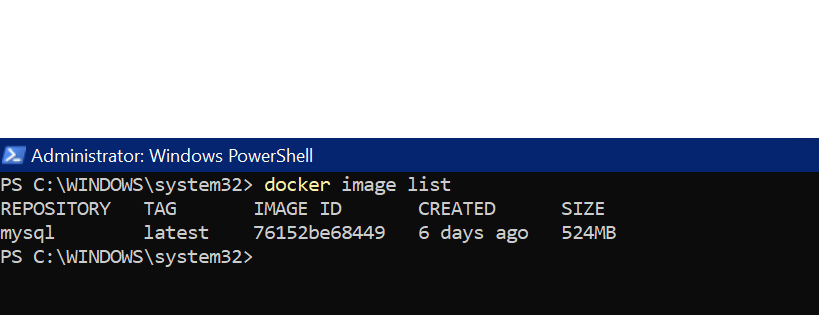 Administrator: Windows PowerShell
PS C:\WINDOWS\system32> docker image list
REPOSITORY   TAG       IMAGE ID       CREATED      SIZE
mysql        latest    76152be68449   6 days ago   524MB
PS C:\WINDOWS\system32>